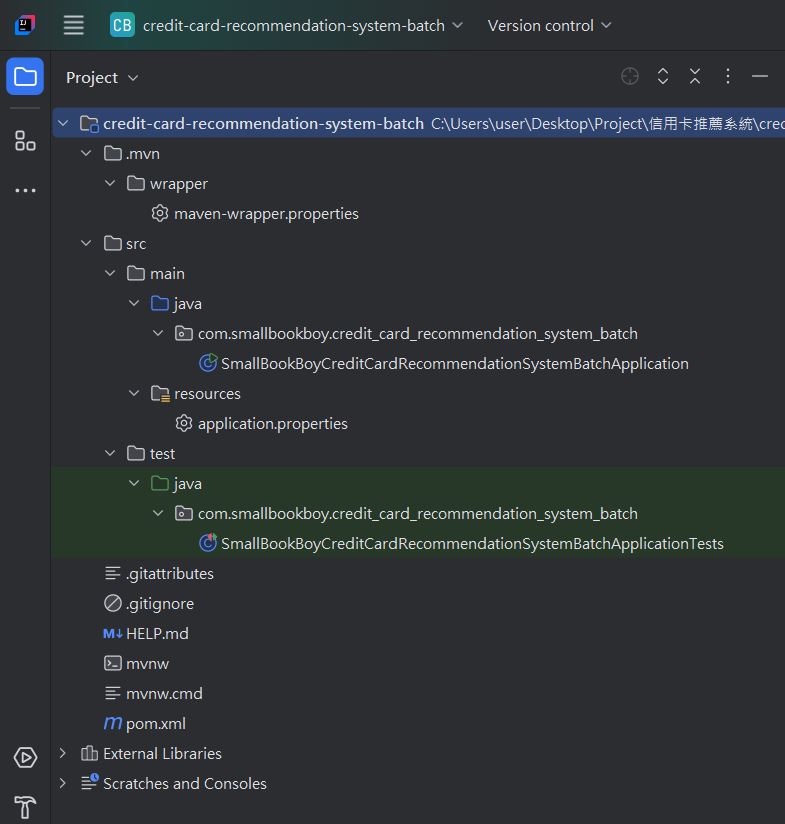 CB credit-card-recommendation-system-batch Version control
Project
credit-card-recommendation-system-batch C:\Users\user\Desktop\Project\信用卡推薦系統\cred
.mvn
wrapper
maven-wrapper.properties
src
main
java
com.smallbookboy.credit_card_recommendation_system_batch
SmallBookBoyCreditCardRecommendationSystemBatchApplication
resources
application.properties
test
java
com.smallbookboy.credit_card_recommendation_system_batch
SmallBookBoyCreditCardRecommendationSystemBatchApplicationTests
.gitattributes
.gitignore
M↓ HELP.md
mvnw
mvnw.cmd
m pom.xml
External Libraries
Scratches and Consoles